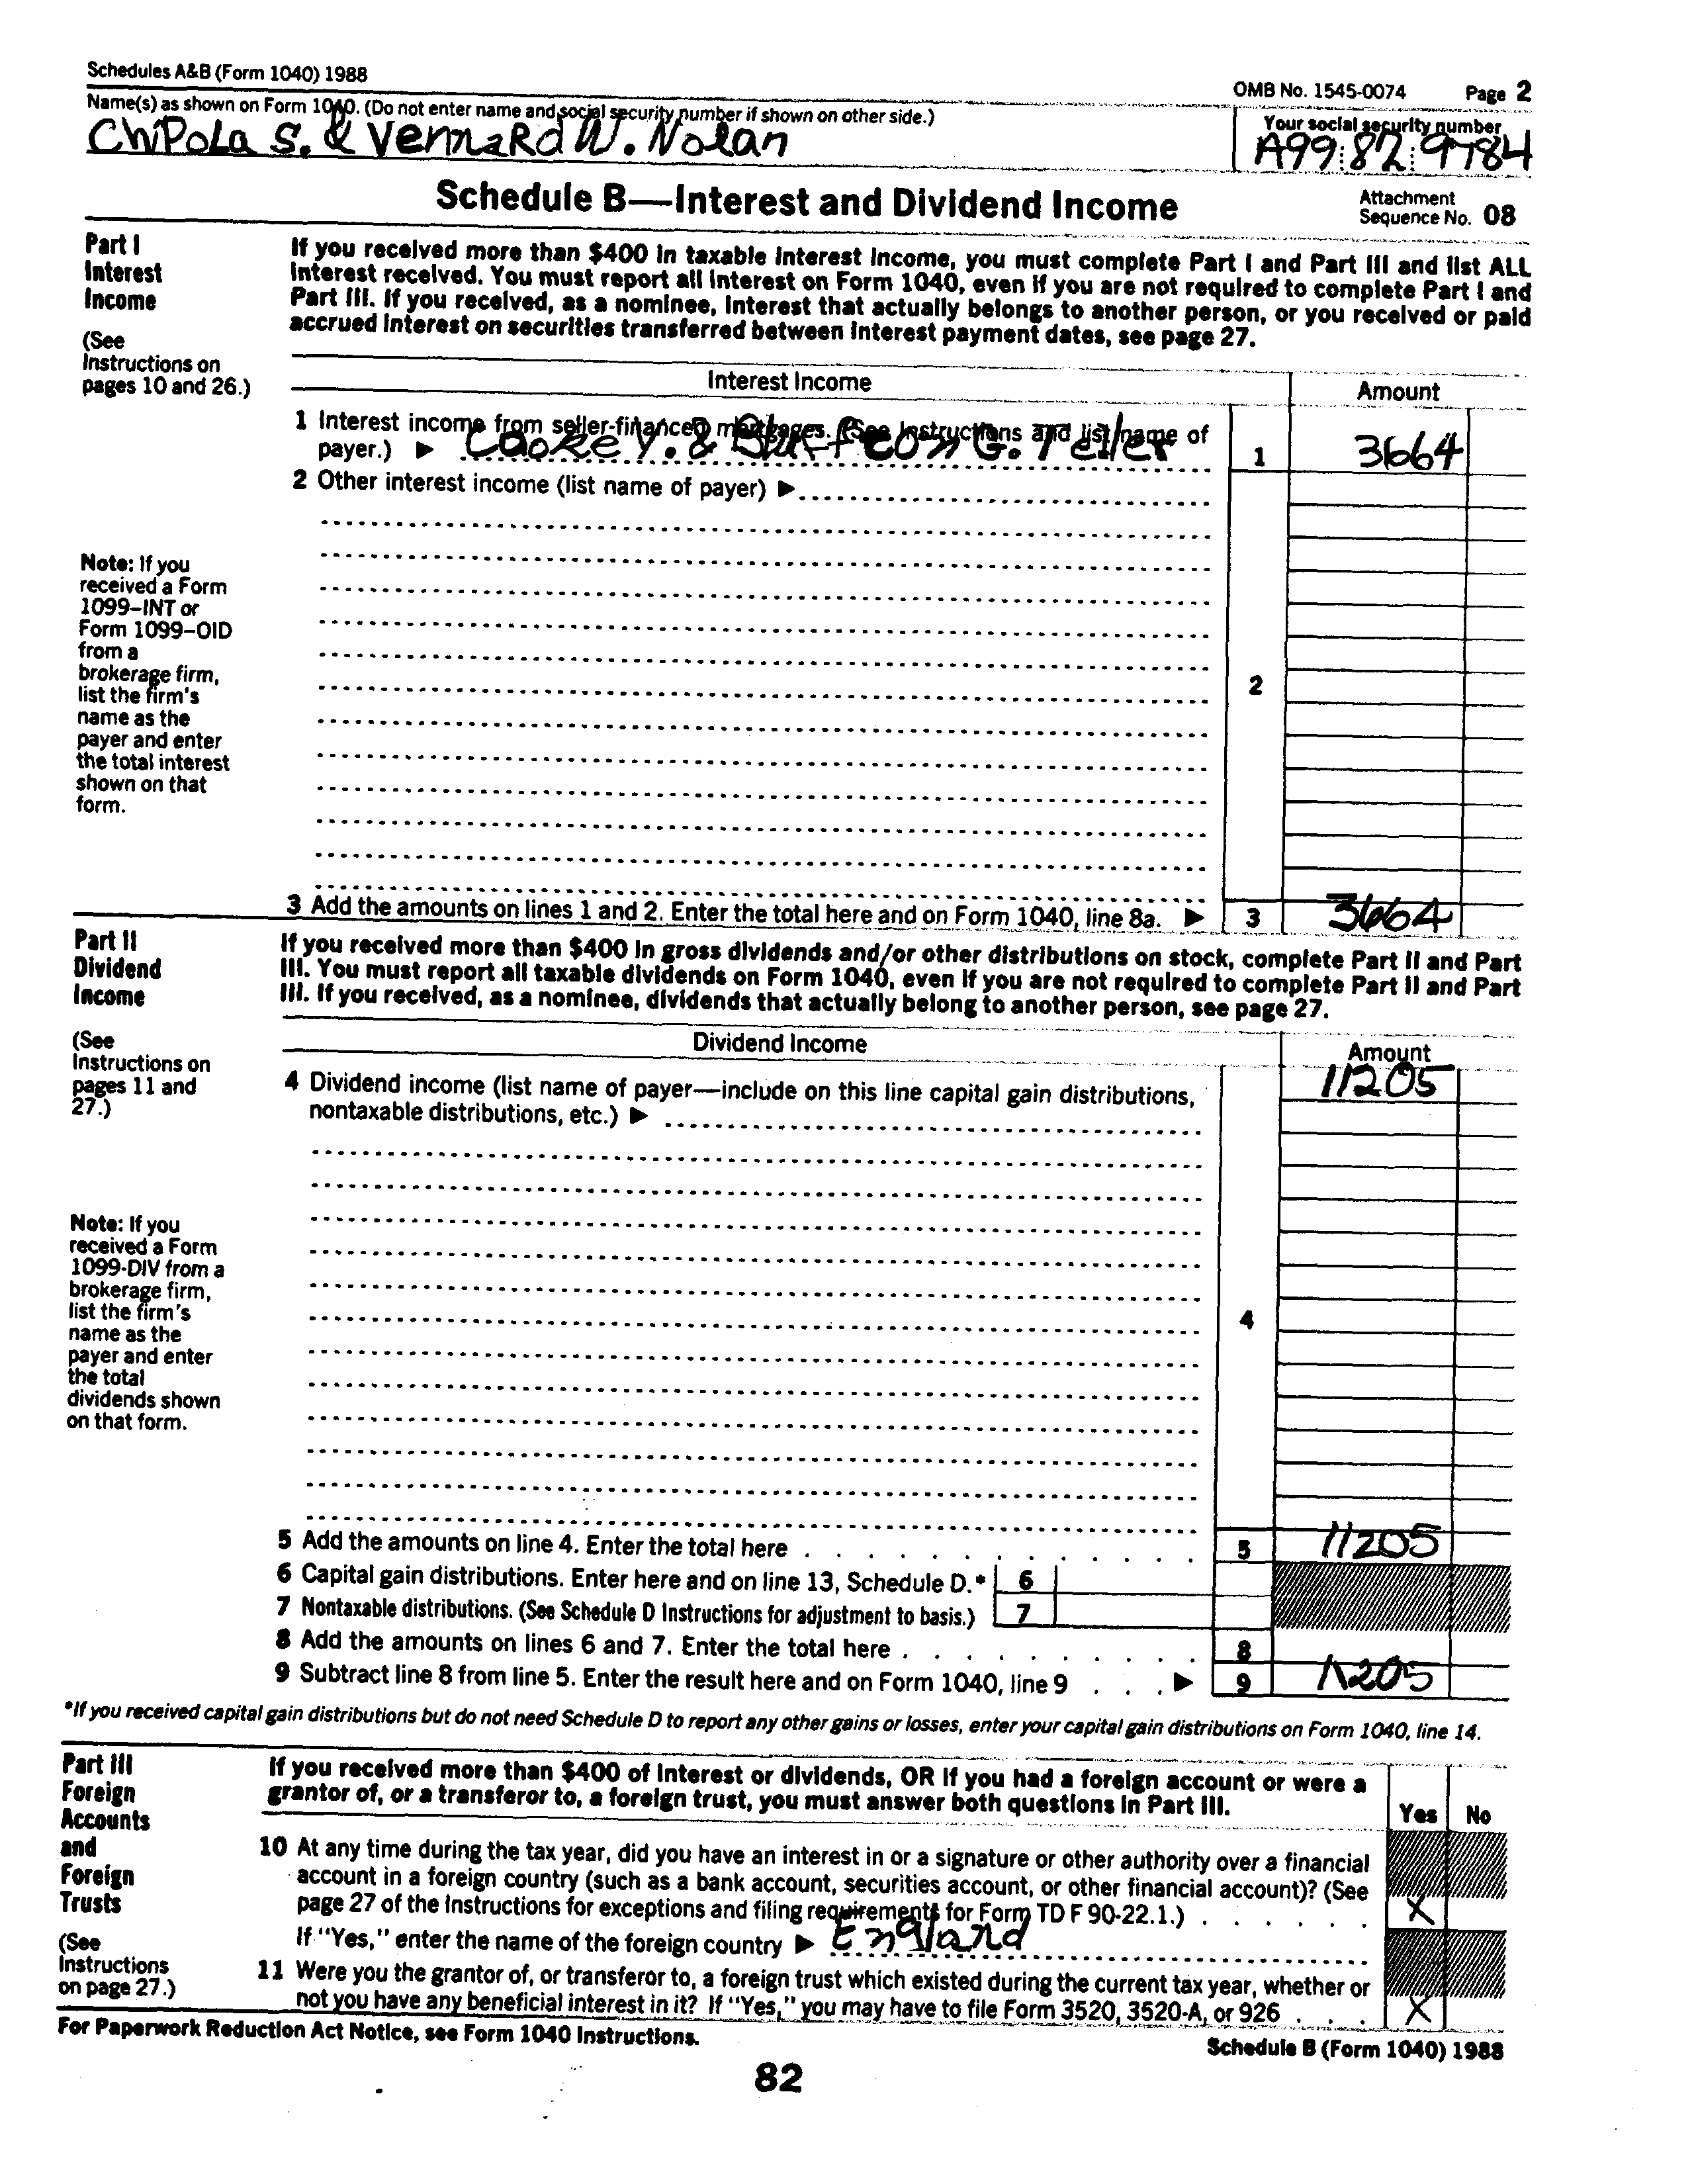 Schedules A&B (Form 1040) 1988
OMB No. 1545-0074 Page 2
Name(s) as shown on Form 1040. (Do not enter name and social security number if shown on other side.)
Your social security number
ChiPoLa S. & VennaRd W. Nolan
A99 82 9784
Schedule B—Interest and Dividend Income
Attachment
Sequence No. 08
Part I
Interest
Income
(See
Instructions on
pages 10 and 26.)
If you received more than $400 in taxable interest income, you must complete Part I and Part III and list ALL
interest received. You must report all interest on Form 1040, even if you are not required to complete Part I and
Part III. If you received, as a nominee, interest that actually belongs to another person, or you received or paid
accrued interest on securities transferred between interest payment dates, see page 27.
Interest Income
Amount
1 Interest income from seller-financed mortgages. (See Instructions and list name of
payer.) ▶ Cookey. & Bluffton G. Teller
1 3664
2 Other interest income (list name of payer) ▶
Note: If you
received a Form
1099–INT or
Form 1099–OID
from a
brokerage firm,
list the firm's
name as the
payer and enter
the total interest
shown on that
form.
2
3 Add the amounts on lines 1 and 2. Enter the total here and on Form 1040, line 8a. ▶ 3 3664
Part II
Dividend
Income
(See
Instructions on
pages 11 and
27.)
If you received more than $400 in gross dividends and/or other distributions on stock, complete Part II and Part
III. You must report all taxable dividends on Form 1040, even if you are not required to complete Part II and Part
III. If you received, as a nominee, dividends that actually belong to another person, see page 27.
Dividend Income
Amount
4 Dividend income (list name of payer—include on this line capital gain distributions,
nontaxable distributions, etc.) ▶
11205
Note: If you
received a Form
1099-DIV from a
brokerage firm,
list the firm's
name as the
payer and enter
the total
dividends shown
on that form.
4
5 Add the amounts on line 4. Enter the total here . . . . . . . . . . . . 5 11205
6 Capital gain distributions. Enter here and on line 13, Schedule D.* 6
7 Nontaxable distributions. (See Schedule D Instructions for adjustment to basis.) 7
8 Add the amounts on lines 6 and 7. Enter the total here . . . . . . . . . . 8
9 Subtract line 8 from line 5. Enter the result here and on Form 1040, line 9 . . . ▶ 9 11205
*If you received capital gain distributions but do not need Schedule D to report any other gains or losses, enter your capital gain distributions on Form 1040, line 14.
Part III
Foreign
Accounts
and
Foreign
Trusts
(See
Instructions
on page 27.)
If you received more than $400 of interest or dividends, OR if you had a foreign account or were a
grantor of, or a transferor to, a foreign trust, you must answer both questions in Part III.
Yes No
10 At any time during the tax year, did you have an interest in or a signature or other authority over a financial
account in a foreign country (such as a bank account, securities account, or other financial account)? (See
page 27 of the Instructions for exceptions and filing requirements for Form TD F 90-22.1.) . . . . . . X
If "Yes," enter the name of the foreign country ▶ England
11 Were you the grantor of, or transferor to, a foreign trust which existed during the current tax year, whether or
not you have any beneficial interest in it? If "Yes," you may have to file Form 3520, 3520-A, or 926 . . . X
For Paperwork Reduction Act Notice, see Form 1040 Instructions.
Schedule B (Form 1040) 1988
82